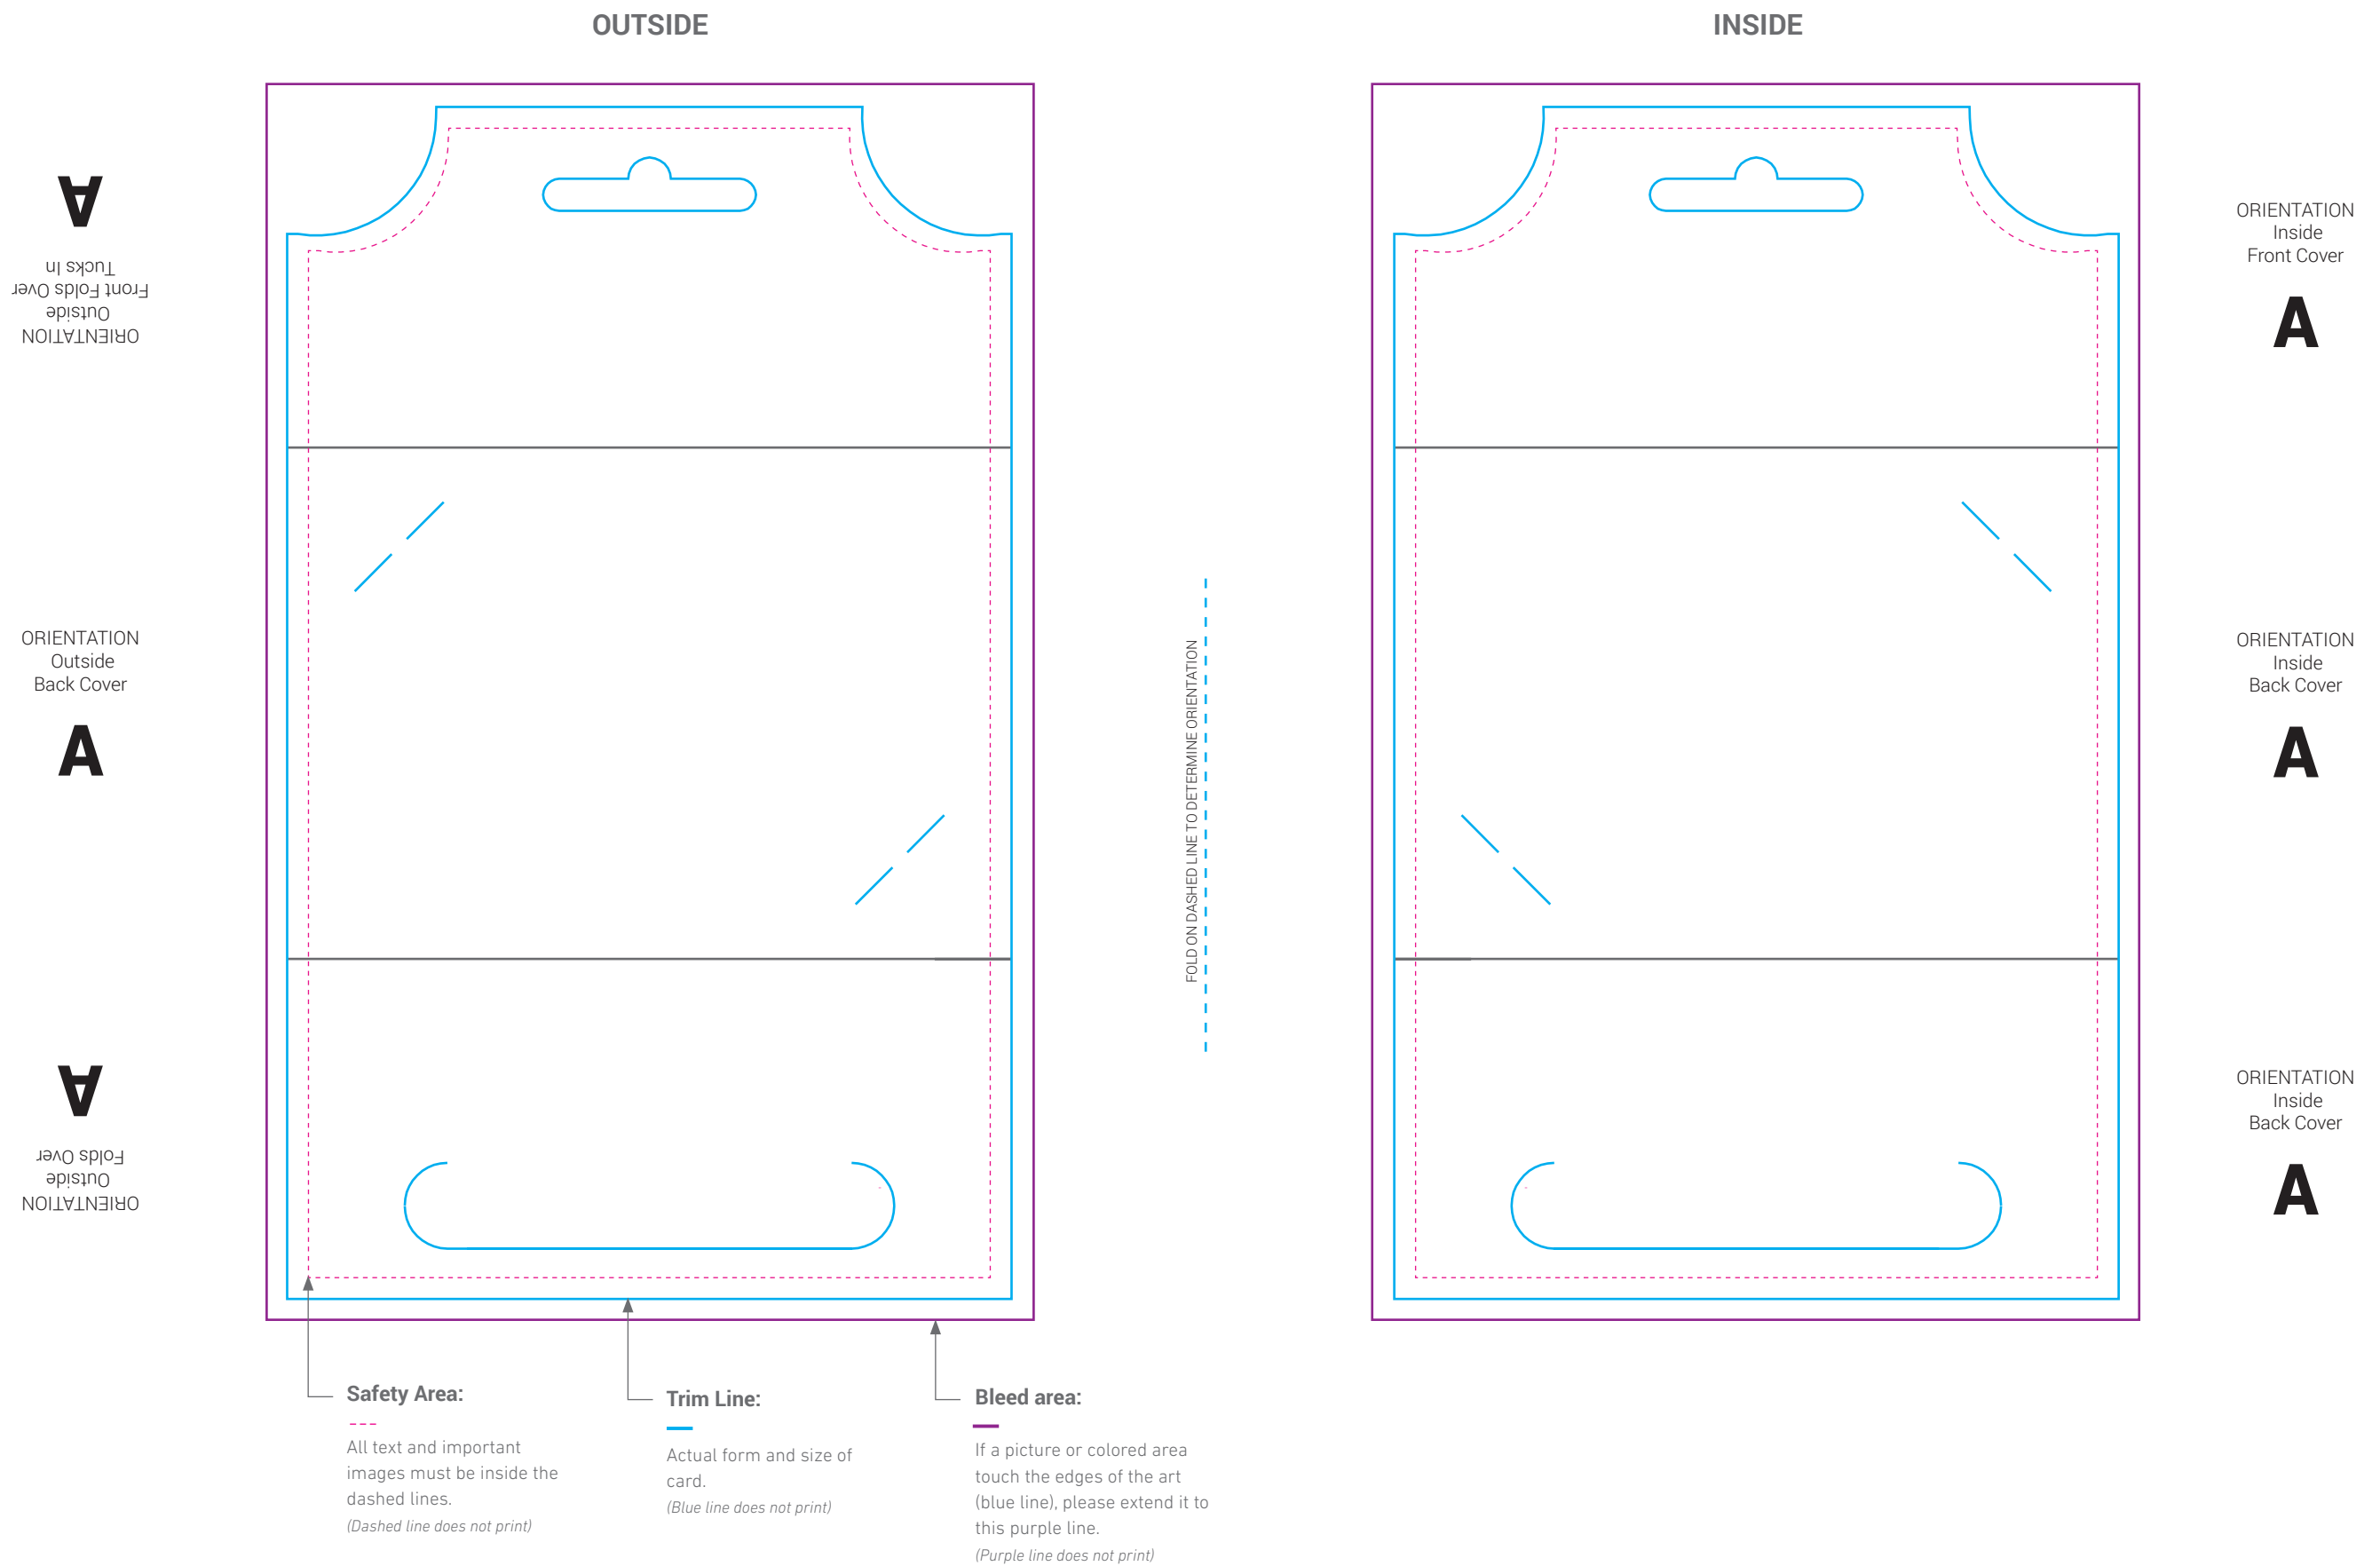 OUTSIDE
INSIDE
A
ORIENTATION
Outside
Front Folds Over
Tucks In
ORIENTATION
Outside
Back Cover
A
A
ORIENTATION
Outside
Folds Over
FOLD ON DASHED LINE TO DETERMINE ORIENTATION
ORIENTATION
Inside
Front Cover
A
ORIENTATION
Inside
Back Cover
A
ORIENTATION
Inside
Back Cover
A
Safety Area:
All text and important
images must be inside the
dashed lines.
(Dashed line does not print)
Trim Line:
Actual form and size of
card.
(Blue line does not print)
Bleed area:
If a picture or colored area
touch the edges of the art
(blue line), please extend it to
this purple line.
(Purple line does not print)